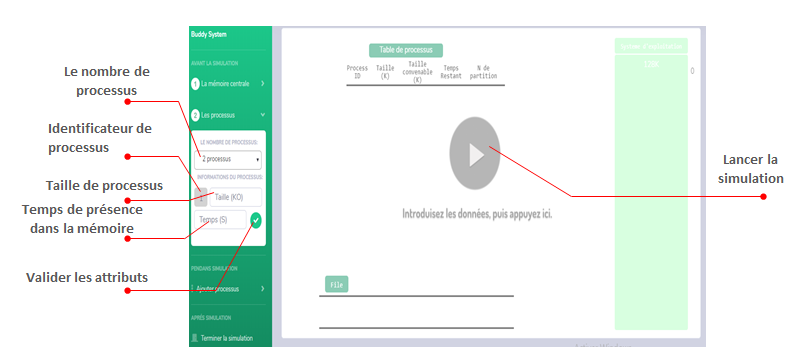 Buddy System
AVANT LA SIMULATION
1 La mémoire centrale
2 Les processus
LE NOMBRE DE PROCESSUS:
2 processus
INFORMATIONS DU PROCESSUS:
1
Taille (KO)
Temps (S)
PENDANS SIMULATION
Ajouter processus
APRÈS SIMULATION
Terminer la simulation
Le nombre de
processus
Identificateur de
processus
Taille de processus
Temps de présence
dans la mémoire
Valider les attributs
Table de processus
Process
ID
Taille
(K)
Taille
convenable
(K)
Temps
Restant
N de
partition
Introduisez les données, puis appuyez ici.
File
0
Lancer la
simulation